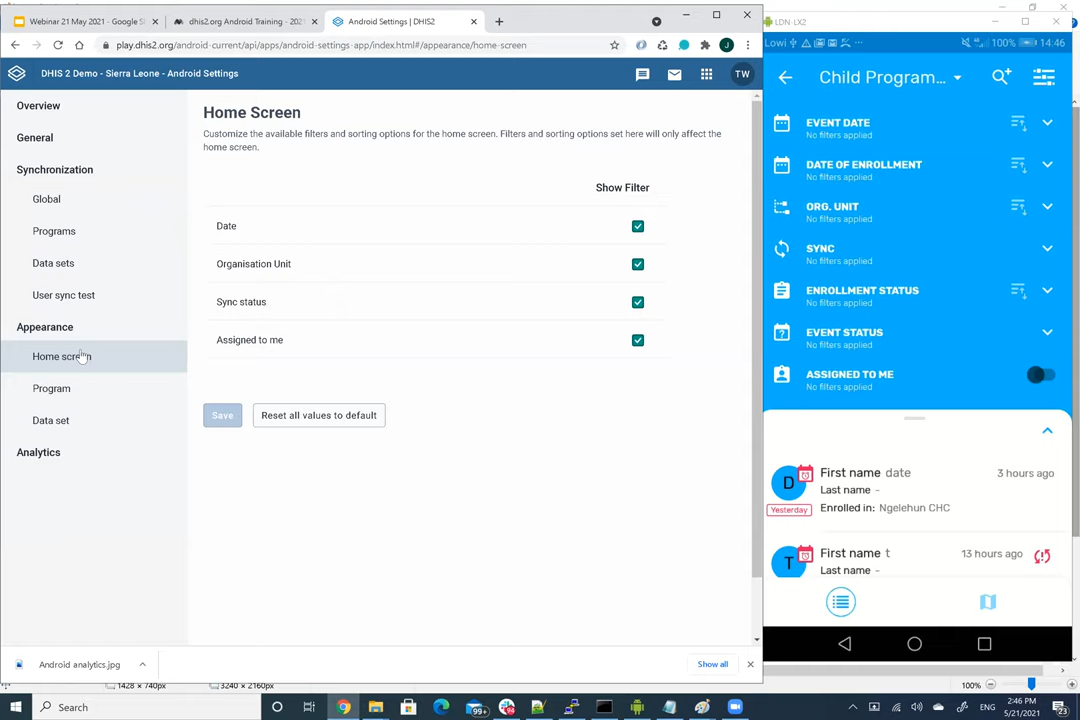 Webinar 21 May 2021 - Google Sl
dhis2.org Android Training - 202
Android Settings | DHIS2
play.dhis2.org/android-current/api/apps/android-settings-app/index.html#/appearance/home-screen
J
DHIS 2 Demo - Sierra Leone - Android Settings
TW
Overview
General
Synchronization
Global
Programs
Data sets
User sync test
Appearance
Home screen
Program
Data set
Analytics
Home Screen
Customize the available filters and sorting options for the home screen. Filters and sorting options set here will only affect the
home screen.
Show Filter
Date
Organisation Unit
Sync status
Assigned to me
Save
Reset all values to default
Android analytics.jpg
Show all
1428 × 740px
3240 × 2160px
100%
LDN-LX2
Lowi
100%
14:46
Child Program...
EVENT DATE
No filters applied
DATE OF ENROLLMENT
No filters applied
ORG. UNIT
No filters applied
SYNC
No filters applied
ENROLLMENT STATUS
No filters applied
EVENT STATUS
No filters applied
ASSIGNED TO ME
No filters applied
D
First name date
3 hours ago
Last name -
Yesterday
Enrolled in: Ngelehun CHC
T
First name t
13 hours ago
Last name -
Search
99+
ENG
2:46 PM
5/21/2021
23